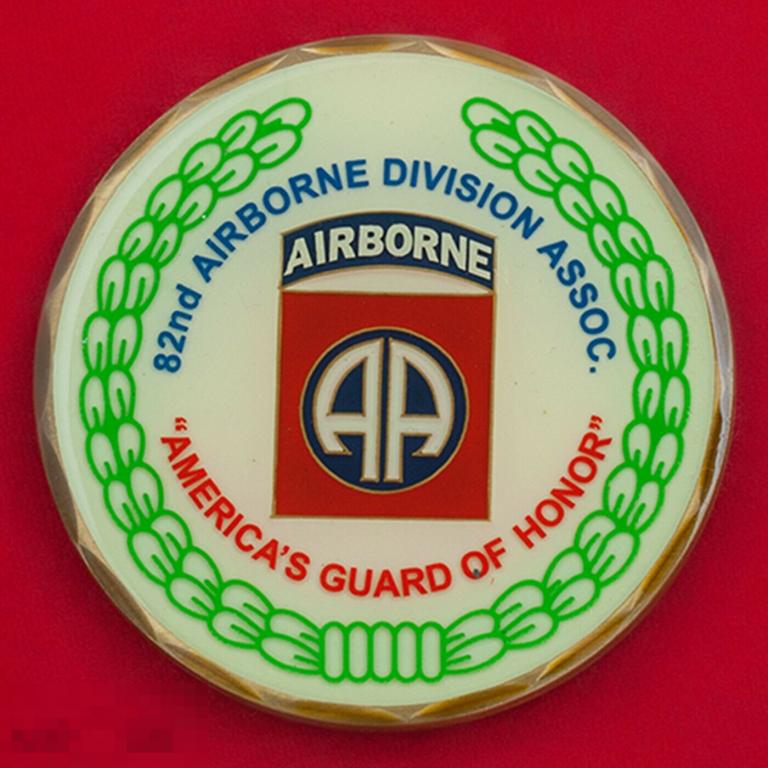 82nd AIRBORNE DIVISION ASSOC.
AIRBORNE
AA
“AMERICA’S GUARD OF HONOR”